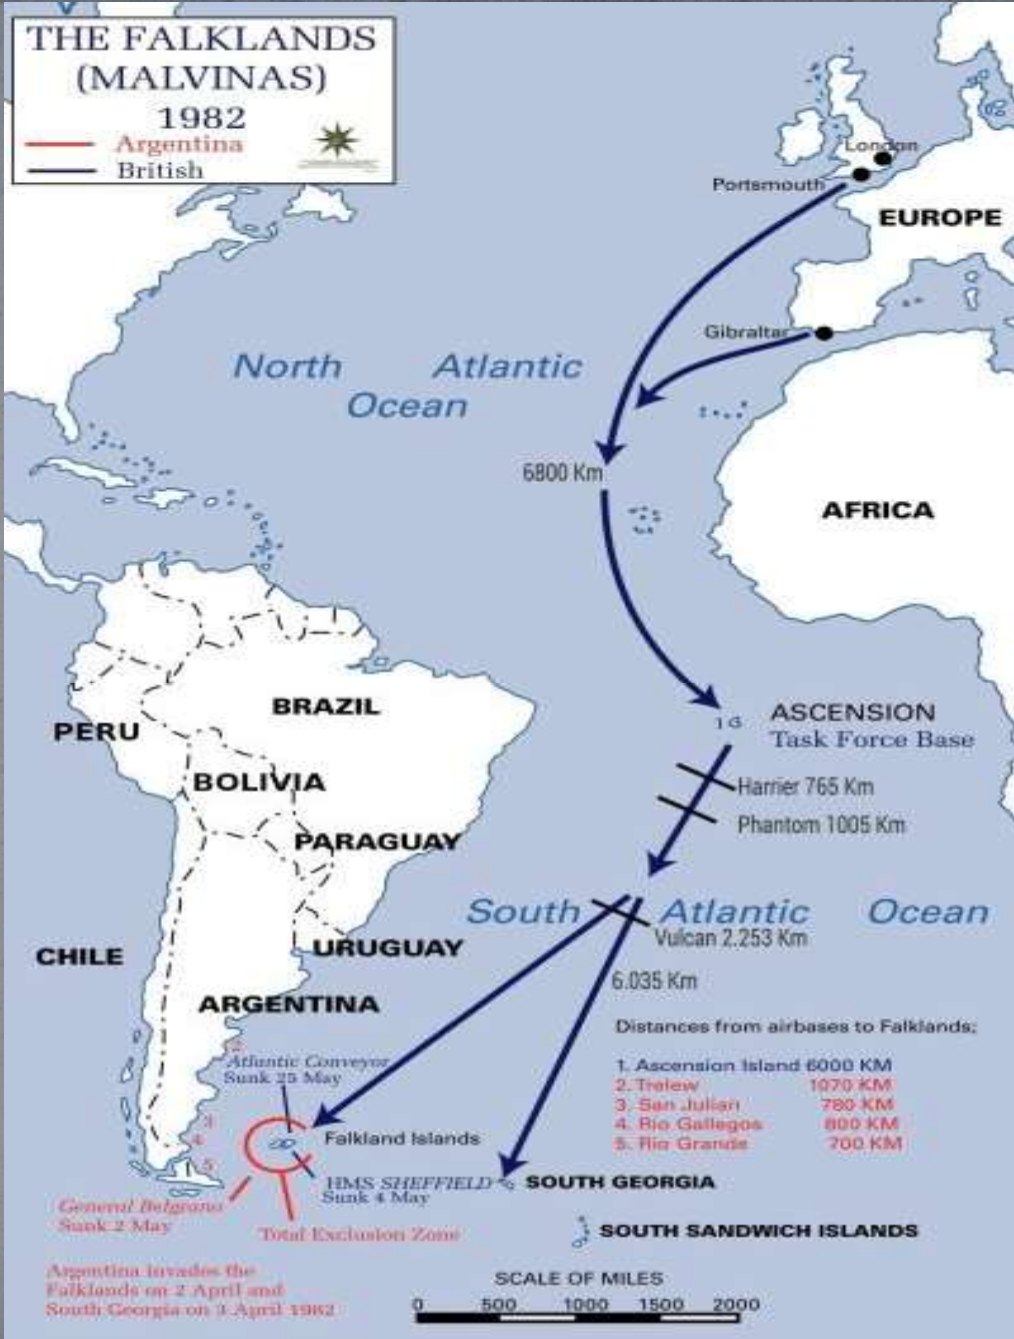 THE FALKLANDS
(MALVINAS)
1982
Argentina
British
London
Portsmouth
EUROPE
Gibraltar
North Atlantic
Ocean
6800 Km
AFRICA
BRAZIL
PERU
ASCENSION
Task Force Base
1
BOLIVIA
Harrier 765 Km
Phantom 1005 Km
PARAGUAY
South Atlantic Ocean
Vulcan 2.253 Km
URUGUAY
CHILE
6.035 Km
ARGENTINA
Distances from airbases to Falklands;
1. Ascension Island 6000 KM
2. Trelew 1070 KM
3. San Julian 780 KM
4. Rio Gallegos 800 KM
5. Rio Grande 700 KM
2
Atlantic Conveyor
Sunk 25 May
3
4
5
Falkland Islands
HMS SHEFFIELD
Sunk 4 May
SOUTH GEORGIA
General Belgrano
Sunk 2 May
Total Exclusion Zone
SOUTH SANDWICH ISLANDS
Argentina invades the
Falklands on 2 April and
South Georgia on 3 April 1982
SCALE OF MILES
0 500 1000 1500 2000